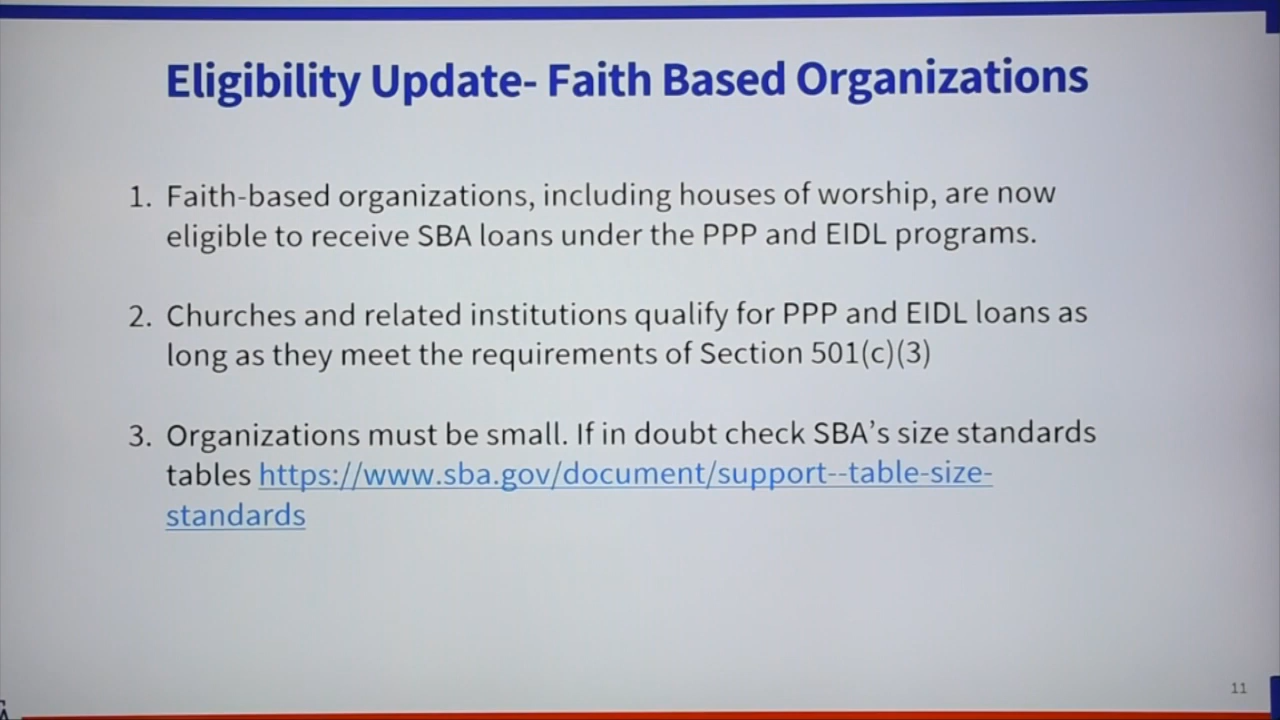 Eligibility Update- Faith Based Organizations
1. Faith-based organizations, including houses of worship, are now
eligible to receive SBA loans under the PPP and EIDL programs.
2. Churches and related institutions qualify for PPP and EIDL loans as
long as they meet the requirements of Section 501(c)(3)
3. Organizations must be small. If in doubt check SBA’s size standards
tables https://www.sba.gov/document/support--table-size-
standards
11